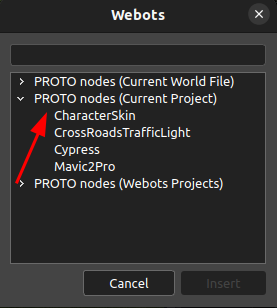 Webots
PROTO nodes (Current World File)
PROTO nodes (Current Project)
CharacterSkin
CrossRoadsTrafficLight
Cypress
Mavic2Pro
PROTO nodes (Webots Projects)
Cancel
Insert